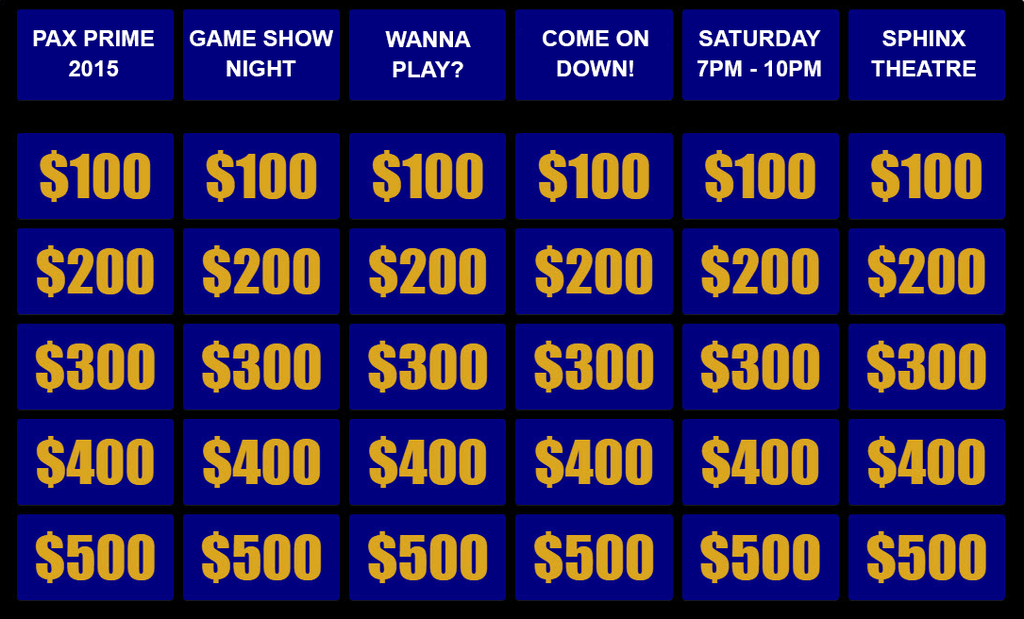 PAX PRIME
2015
GAME SHOW
NIGHT
WANNA
PLAY?
COME ON
DOWN!
SATURDAY
7PM - 10PM
SPHINX
THEATRE
$100 $100 $100 $100 $100 $100
$200 $200 $200 $200 $200 $200
$300 $300 $300 $300 $300 $300
$400 $400 $400 $400 $400 $400
$500 $500 $500 $500 $500 $500